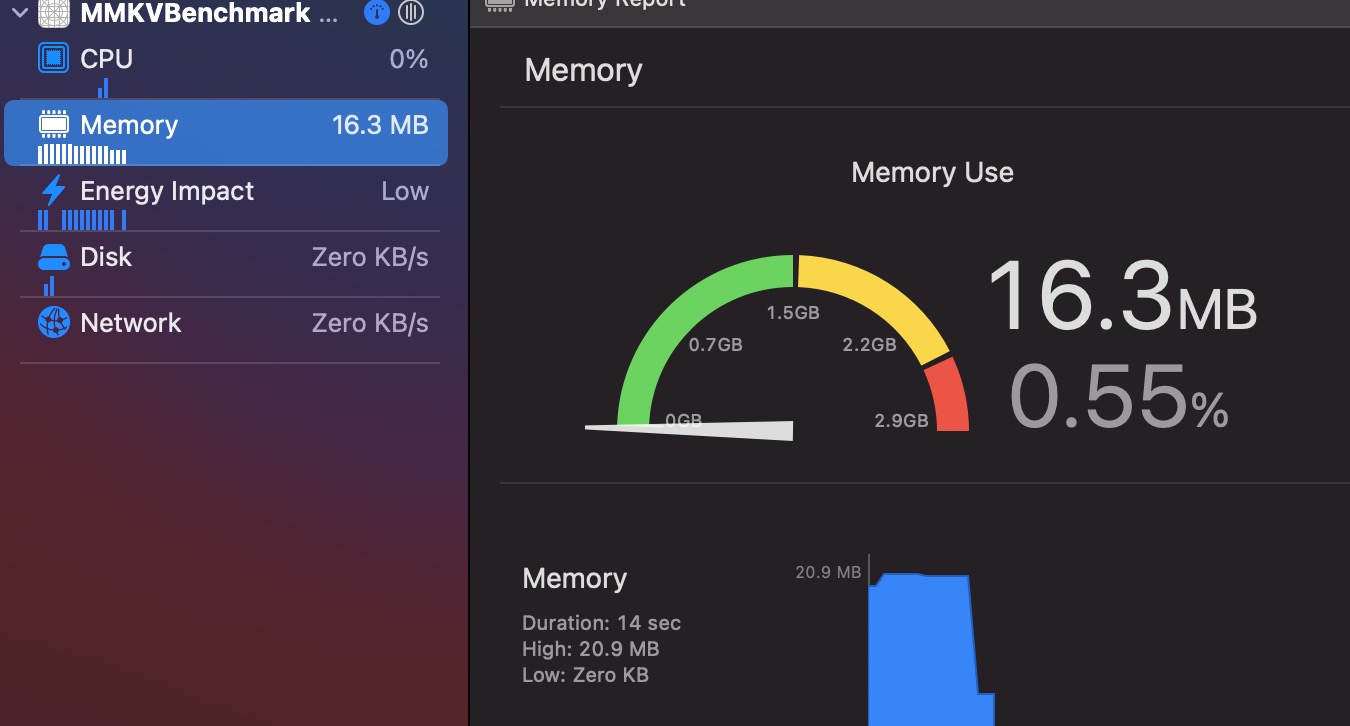 MMKVBenchmark ...
CPU 0%
Memory 16.3 MB
Energy Impact Low
Disk Zero KB/s
Network Zero KB/s
Memory Report
Memory
Memory Use
0GB
0.7GB
1.5GB
2.2GB
2.9GB
16.3MB
0.55%
Memory
Duration: 14 sec
High: 20.9 MB
Low: Zero KB
20.9 MB